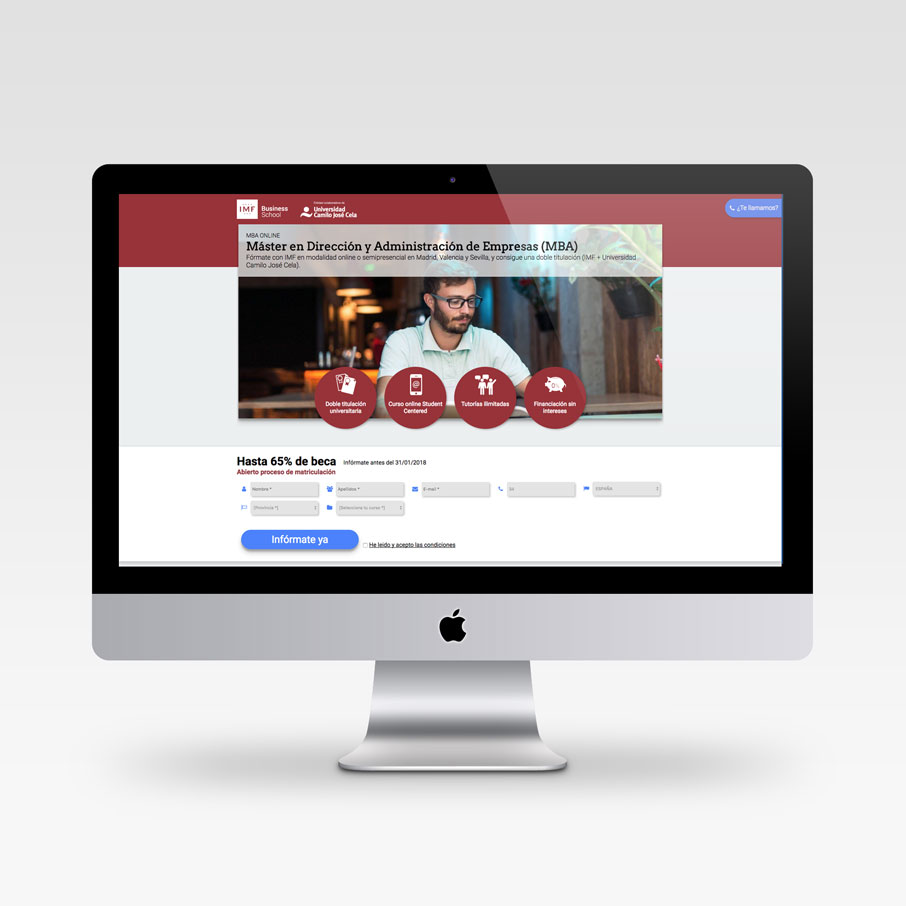 IMF
Business
School
Universidad
Camilo José Cela
¿Te llamamos?
MBA ONLINE
Máster en Dirección y Administración de Empresas (MBA)
Fórmate con IMF en modalidad online o semipresencial en Madrid, Valencia y Sevilla, y consigue una doble titulación (IMF + Universidad
Camilo José Cela).
Doble titulación
universitaria
Curso online Student
Centered
Tutorías Ilimitadas
Financiación sin
intereses
Hasta 65% de beca
Infórmate antes del 31/01/2018
Abierto proceso de matriculación
Nombre *
Apellidos *
E-mail *
ESPAÑA
[Provincia *]
[Seleccione tu curso *]
Infórmate ya
He leído y acepto las condiciones